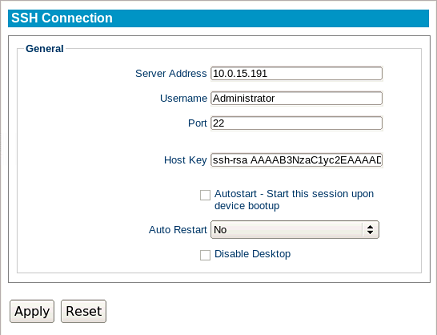 SSH Connection
General
Server Address 10.0.15.191
Username Administrator
Port 22
Host Key ssh-rsa AAAAB3NzaC1yc2EAAAAD
Autostart - Start this session upon
device bootup
Auto Restart No
Disable Desktop
Apply Reset